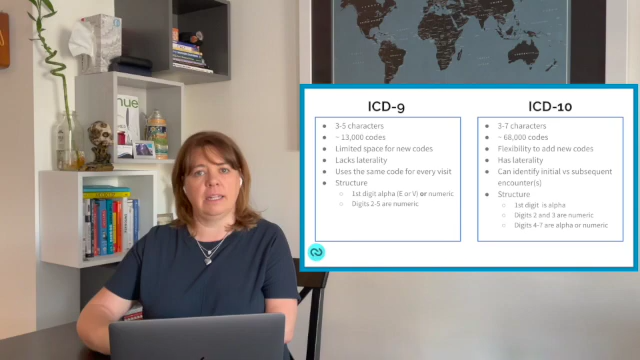 nue
ICD-9
3-5 characters
~ 13,000 codes
Limited space for new codes
Lacks laterality
Uses the same code for every visit
Structure
1st digit alpha (E or V) or numeric
Digits 2-5 are numeric
ICD-10
3-7 characters
~ 68,000 codes
Flexibility to add new codes
Has laterality
Can identify initial vs subsequent
encounter(s)
Structure
1st digit is alpha
Digits 2 and 3 are numeric
Digits 4-7 are alpha or numeric